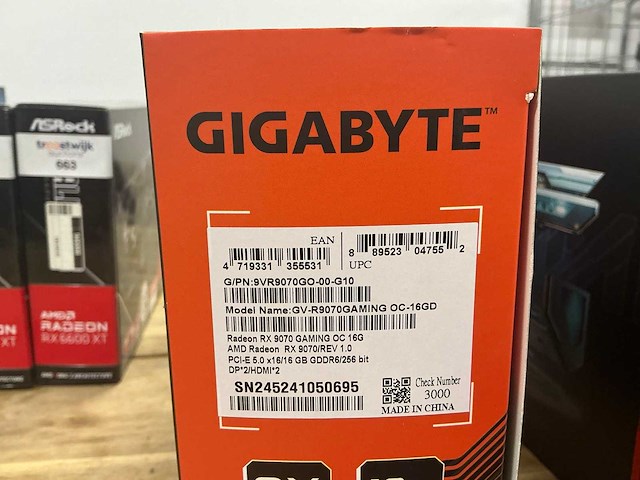 GIGABYTE™
EAN
4 719331 355531
8 89523 04755 2
UPC
G/PN:9VR9070GO-00-G10
Model Name:GV-R9070GAMING OC-16GD
Radeon RX 9070 GAMING OC 16G
AMD Radeon RX 9070/REV 1.0
PCI-E 5.0 x16/16 GB GDDR6/256 bit
DP*2/HDMI*2
SN245241050695
Check Number
3000
MADE IN CHINA
ASRock
troostwijk
663
AMD
RADEON
RX 6600 XT
ON
XT